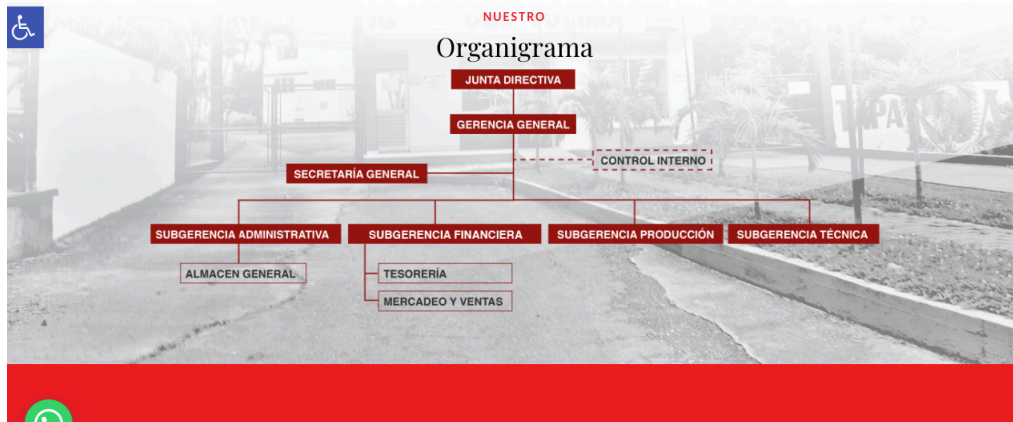 NUESTRO
Organigrama
JUNTA DIRECTIVA
GERENCIA GENERAL
CONTROL INTERNO
SECRETARÍA GENERAL
SUBGERENCIA ADMINISTRATIVA
SUBGERENCIA FINANCIERA
SUBGERENCIA PRODUCCIÓN
SUBGERENCIA TÉCNICA
ALMACEN GENERAL
TESORERÍA
MERCADEO Y VENTAS